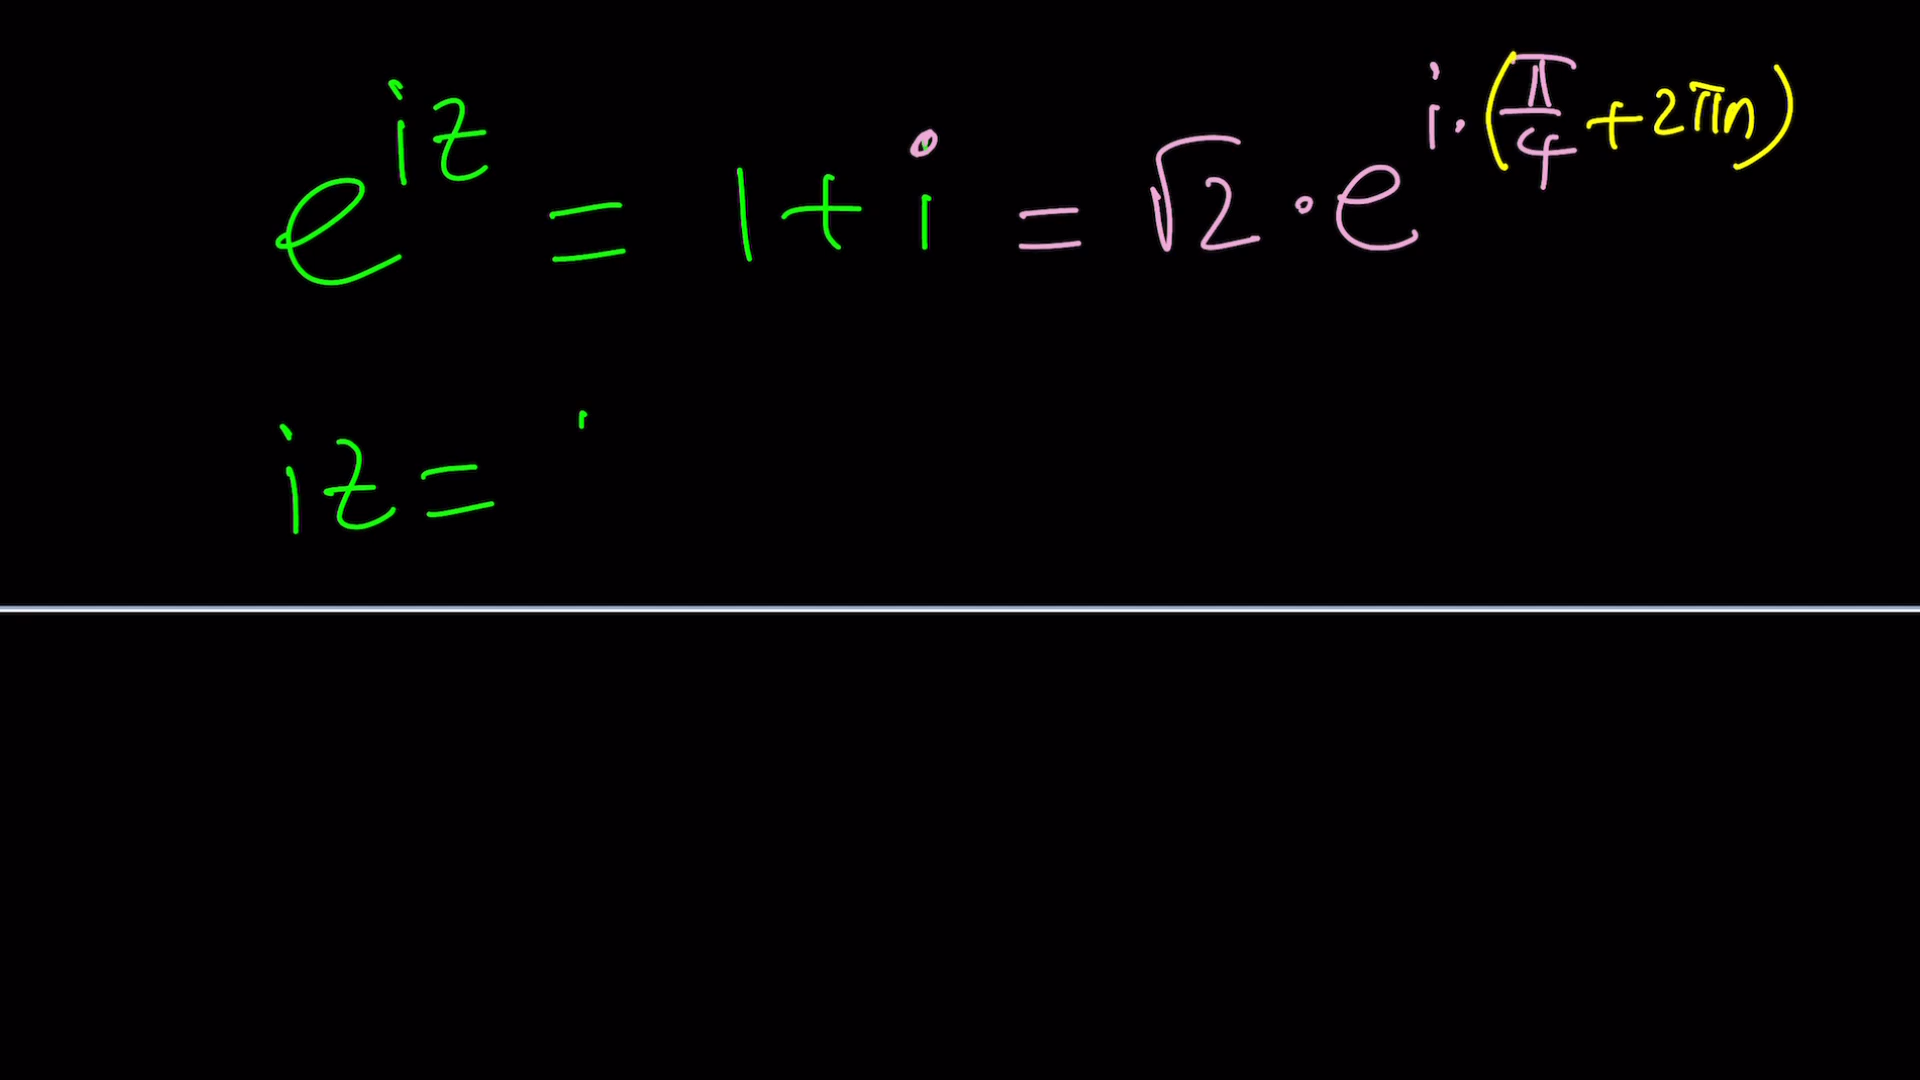 e^{iz} = 1 + i = √2 · e^{i·(π/4 + 2πn)}
iz =